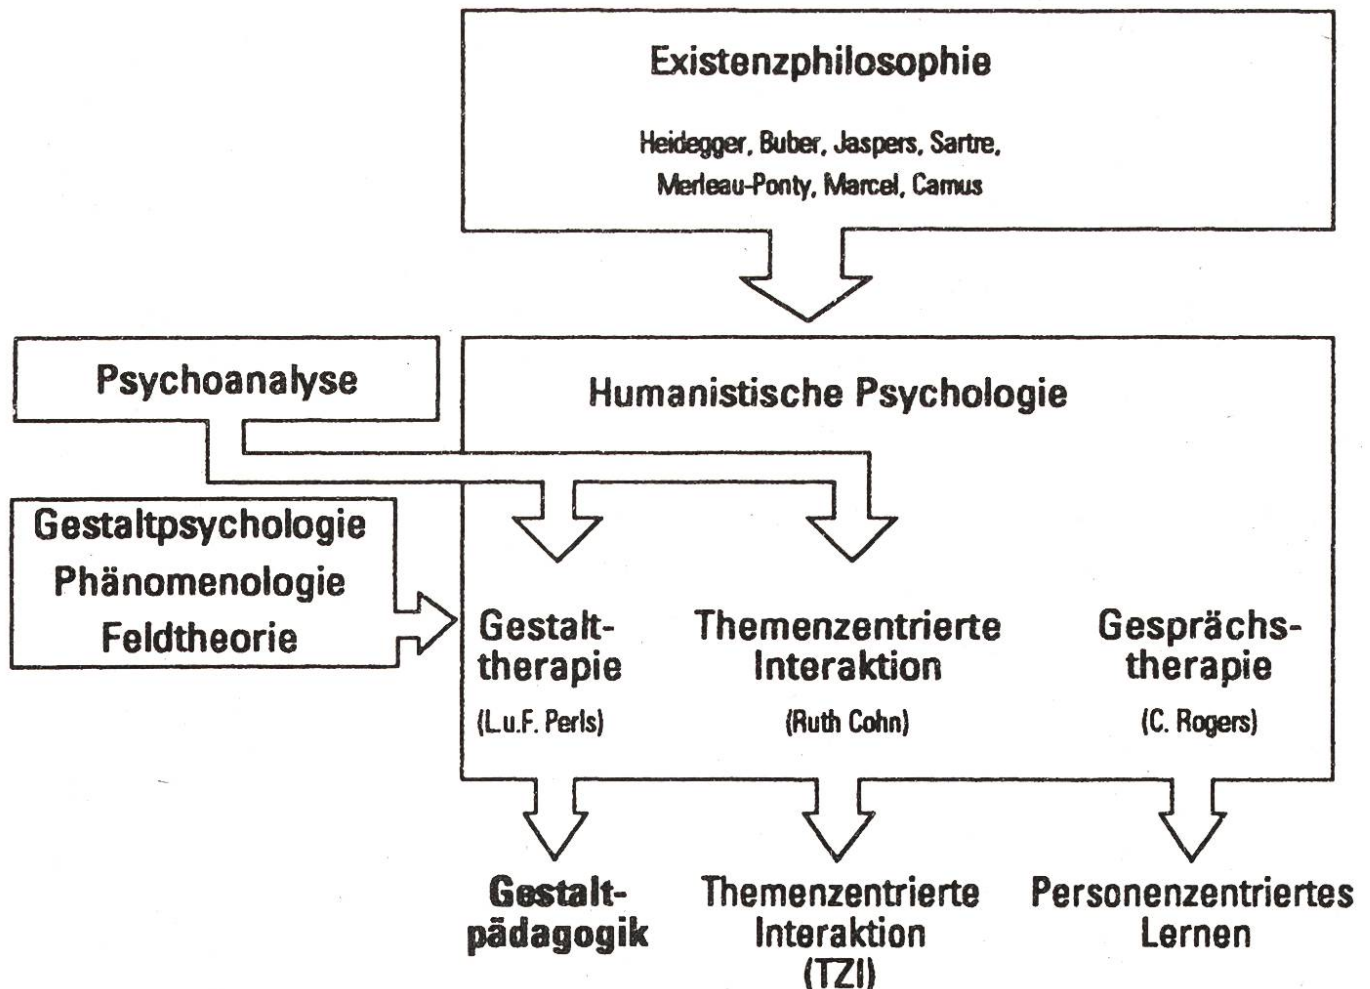 Existenzphilosophie
Heidegger, Buber, Jaspers, Sartre,
Merleau-Ponty, Marcel, Camus
Psychoanalyse
Humanistische Psychologie
Gestaltpsychologie
Phänomenologie
Feldtheorie
Gestalt-
therapie
(L.u.F. Perls)
Themenzentrierte
Interaktion
(Ruth Cohn)
Gesprächs-
therapie
(C. Rogers)
Gestalt-
pädagogik
Themenzentrierte
Interaktion
(TZI)
Personenzentriertes
Lernen